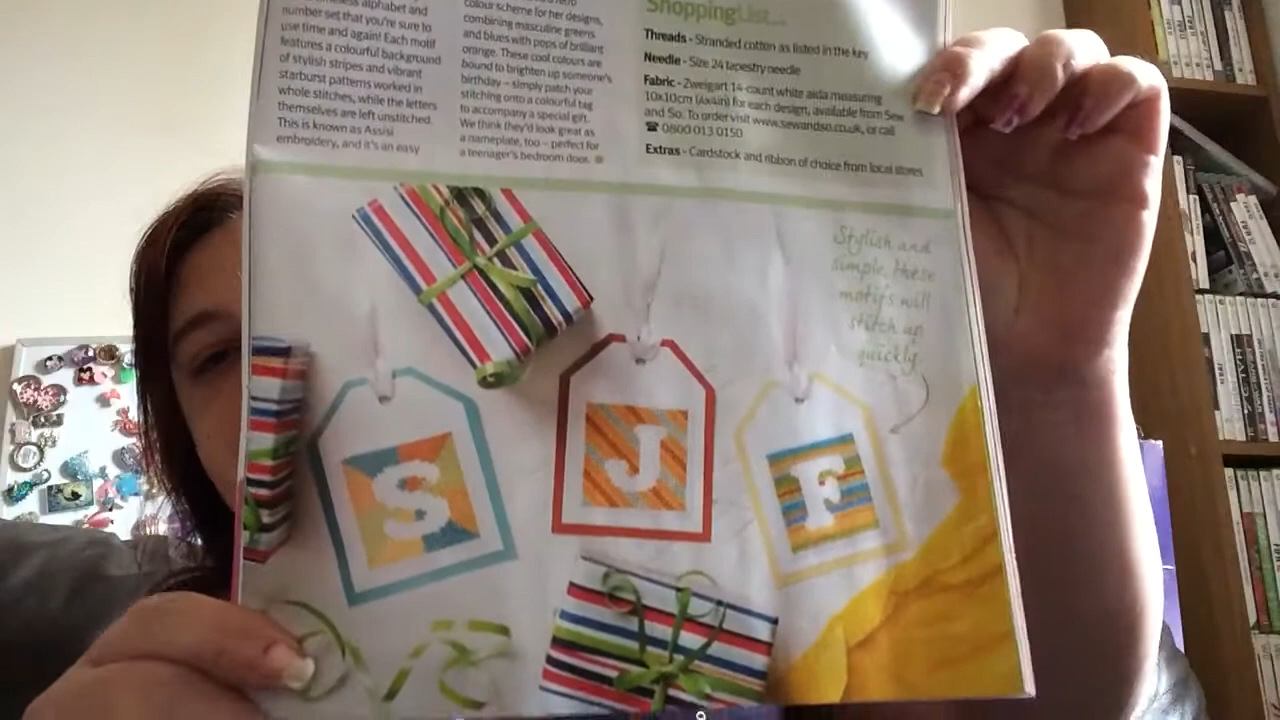 alphabet and
number set that you're sure to
use time and again! Each motif
features a colourful background
of stylish stripes and vibrant
starburst patterns worked in
whole stitches, while the letters
themselves are left unstitched.
This is known as Assisi
embroidery, and it's an easy
colour scheme for her designs,
combining masculine greens
and blues with pops of brilliant
orange. These cool colours are
bound to brighten up someone's
birthday – simply patch your
stitching onto a colourful tag
to accompany a special gift.
We think they'd look great as
a nameplate, too – perfect for
a teenager's bedroom door.
ShoppingList...
Threads - Stranded cotton as listed in the key
Needle - Size 24 tapestry needle
Fabric - Zweigart 14-count white aida measuring
10x10cm (4x4in) for each design, available from Sew
and So. To order visit www.sewandso.co.uk, or call
☎ 0800 013 0150
Extras - Cardstock and ribbon of choice from local stores
Stylish and
simple, these
motifs will
stitch up
quickly
S
J
F